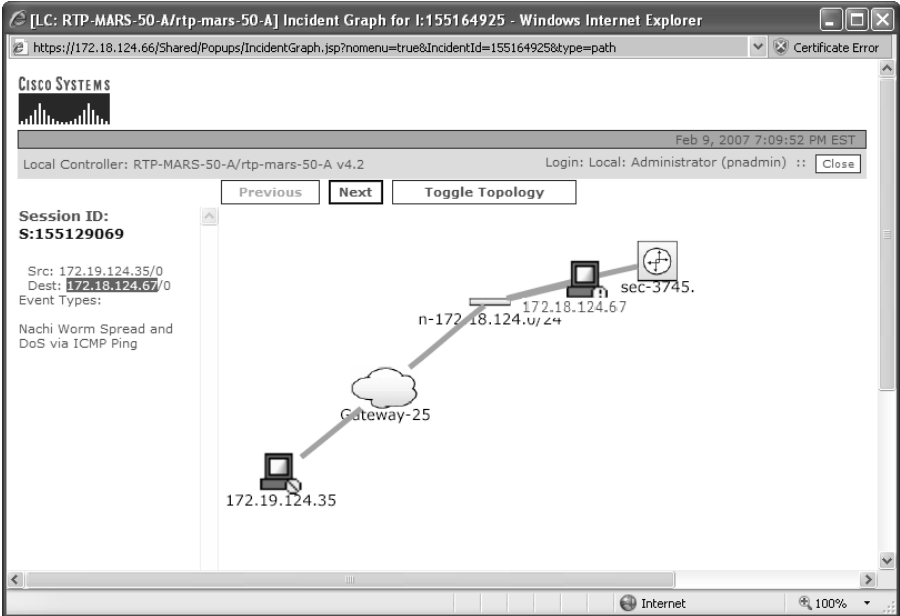 [LC: RTP-MARS-50-A/rtp-mars-50-A] Incident Graph for I:155164925 - Windows Internet Explorer
https://172.18.124.66/Shared/Popups/IncidentGraph.jsp?nomenu=true&IncidentId=155164925&type=path
Certificate Error
CISCO SYSTEMS
Feb 9, 2007 7:09:52 PM EST
Local Controller: RTP-MARS-50-A/rtp-mars-50-A v4.2
Login: Local: Administrator (pnadmin) :: Close
Previous Next Toggle Topology
Session ID:
S:155129069
Src: 172.19.124.35/0
Dest: 172.18.124.67/0
Event Types:
Nachi Worm Spread and
DoS via ICMP Ping
sec-3745.
172.18.124.67
n-172.18.124.0/24
Gateway-25
172.19.124.35
Internet
100%